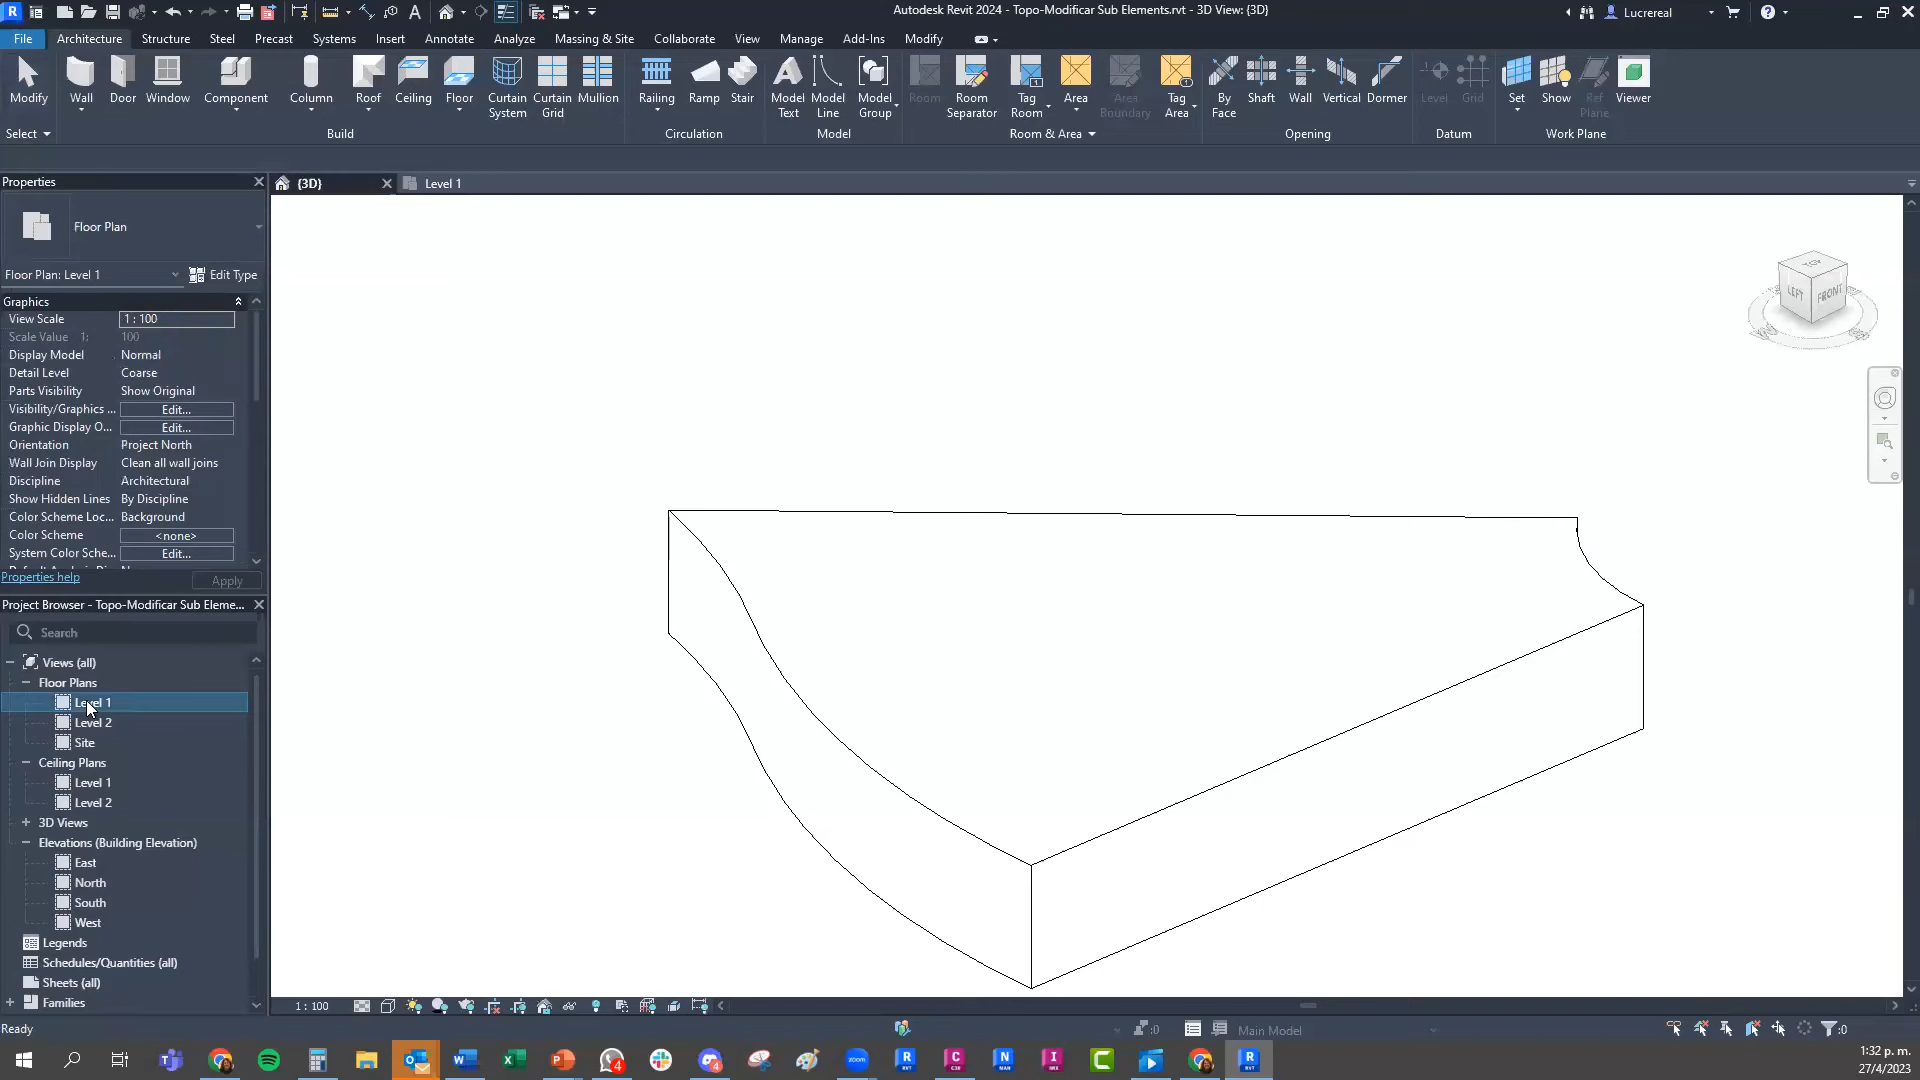 Autodesk Revit 2024 - Topo-Modificar Sub Elements.rvt - 3D View: {3D}
Lucrereal
File
Architecture
Structure
Steel
Precast
Systems
Insert
Annotate
Analyze
Massing & Site
Collaborate
View
Manage
Add-Ins
Modify
Modify
Wall
Door
Window
Component
Column
Roof
Ceiling
Floor
Curtain System
Curtain Grid
Mullion
Railing
Ramp
Stair
Model Text
Model Line
Model Group
Room
Room Separator
Tag Room
Area
Area Boundary
Tag Area
By Face
Shaft
Wall
Vertical
Dormer
Level
Grid
Set
Show
Ref Plane
Viewer
Select
Build
Circulation
Model
Room & Area
Opening
Datum
Work Plane
Properties
{3D}
Level 1
Floor Plan
Floor Plan: Level 1
Edit Type
Graphics
View Scale 1 : 100
Scale Value 1: 100
Display Model Normal
Detail Level Coarse
Parts Visibility Show Original
Visibility/Graphics ... Edit...
Graphic Display O... Edit...
Orientation Project North
Wall Join Display Clean all wall joins
Discipline Architectural
Show Hidden Lines By Discipline
Color Scheme Loc... Background
Color Scheme <none>
System Color Sche... Edit...
Properties help
Apply
Project Browser - Topo-Modificar Sub Eleme...
Search
Views (all)
Floor Plans
Level 1
Level 2
Site
Ceiling Plans
Level 1
Level 2
3D Views
Elevations (Building Elevation)
East
North
South
West
Legends
Schedules/Quantities (all)
Sheets (all)
Families
TOP
LEFT
FRONT
1 : 100
Ready
:0
Main Model
:0
1:32 p. m.
27/4/2023